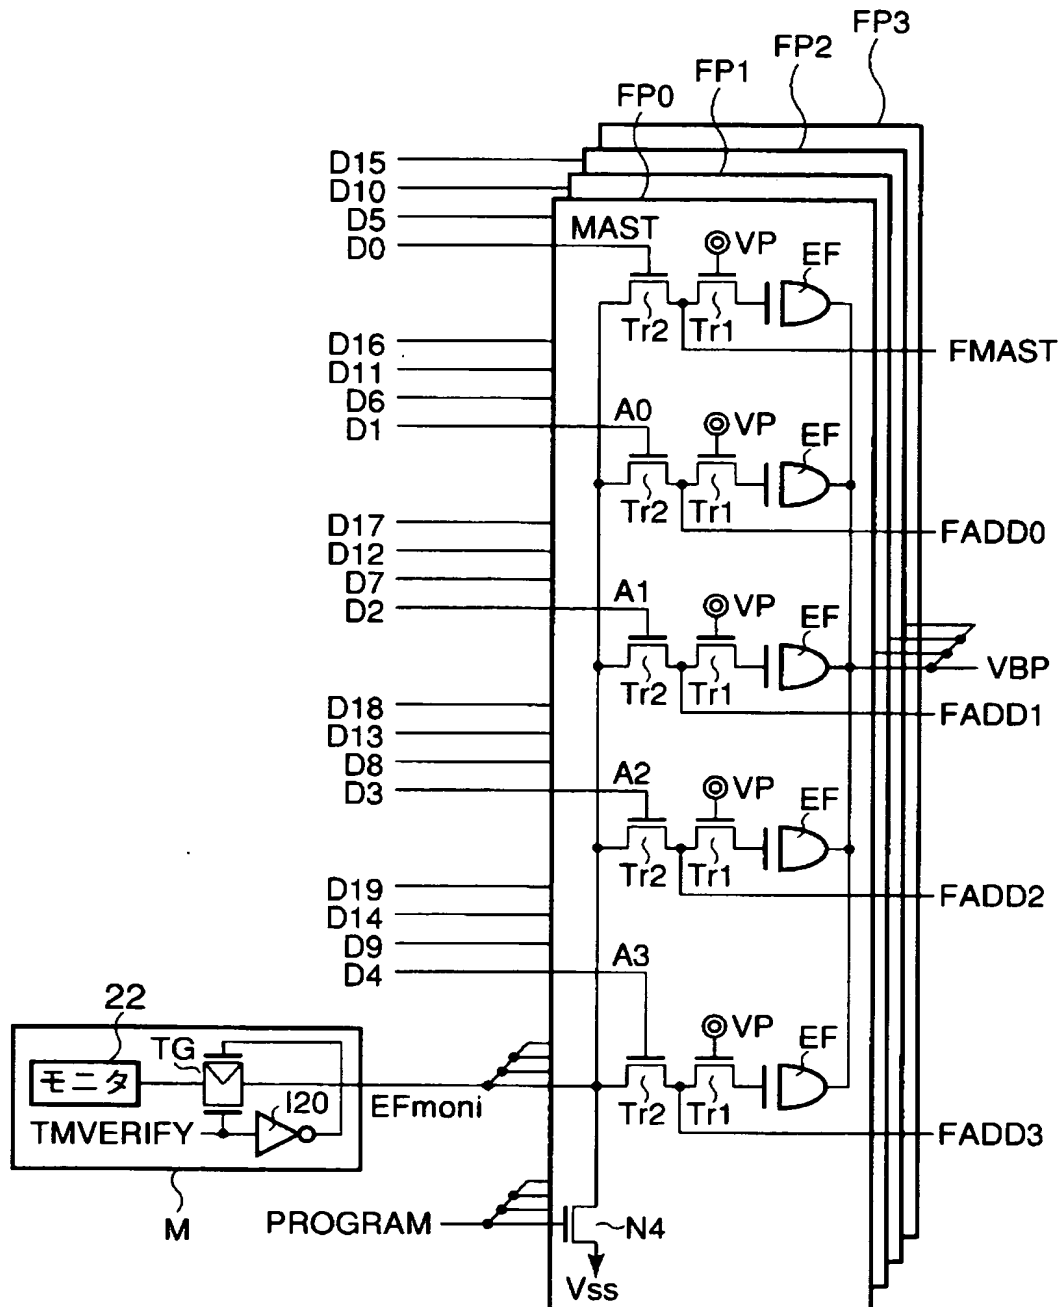 FP3
FP2
FP1
FP0
D15
D10
D5
D0
MAST
VP
EF
Tr2
Tr1
FMAST
D16
D11
D6
D1
A0
VP
EF
Tr2
Tr1
FADD0
D17
D12
D7
D2
A1
VP
EF
Tr2
Tr1
VBP
FADD1
D18
D13
D8
D3
A2
VP
EF
Tr2
Tr1
FADD2
D19
D14
D9
D4
A3
VP
EF
Tr2
Tr1
FADD3
22
TG
モニタ
I20
EFmoni
TMVERIFY
M
PROGRAM
N4
Vss